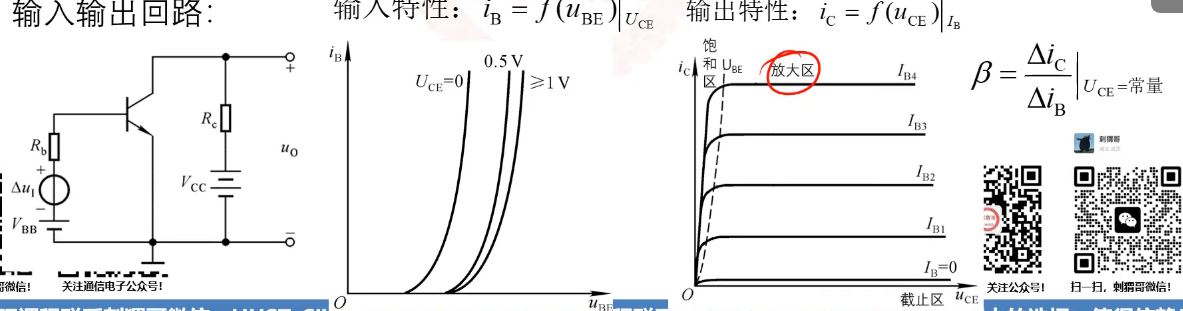 输入输出回路:
Rb
+
ΔuI
−
VBB
Rc
VCC
+
uO
−
关注通信电子公众号!
输入特性: iB = f(uBE)|UCE
iB
UCE=0
0.5 V
≥1 V
O
uBE
输出特性: iC = f(uCE)|IB
iC
饱和区
UBE
放大区
IB4
IB3
IB2
IB1
IB=0
O
截止区
uCE
β = ΔiC / ΔiB | UCE=常量
刺猬哥
关注公众号!
扫一扫,刺猬哥微信!